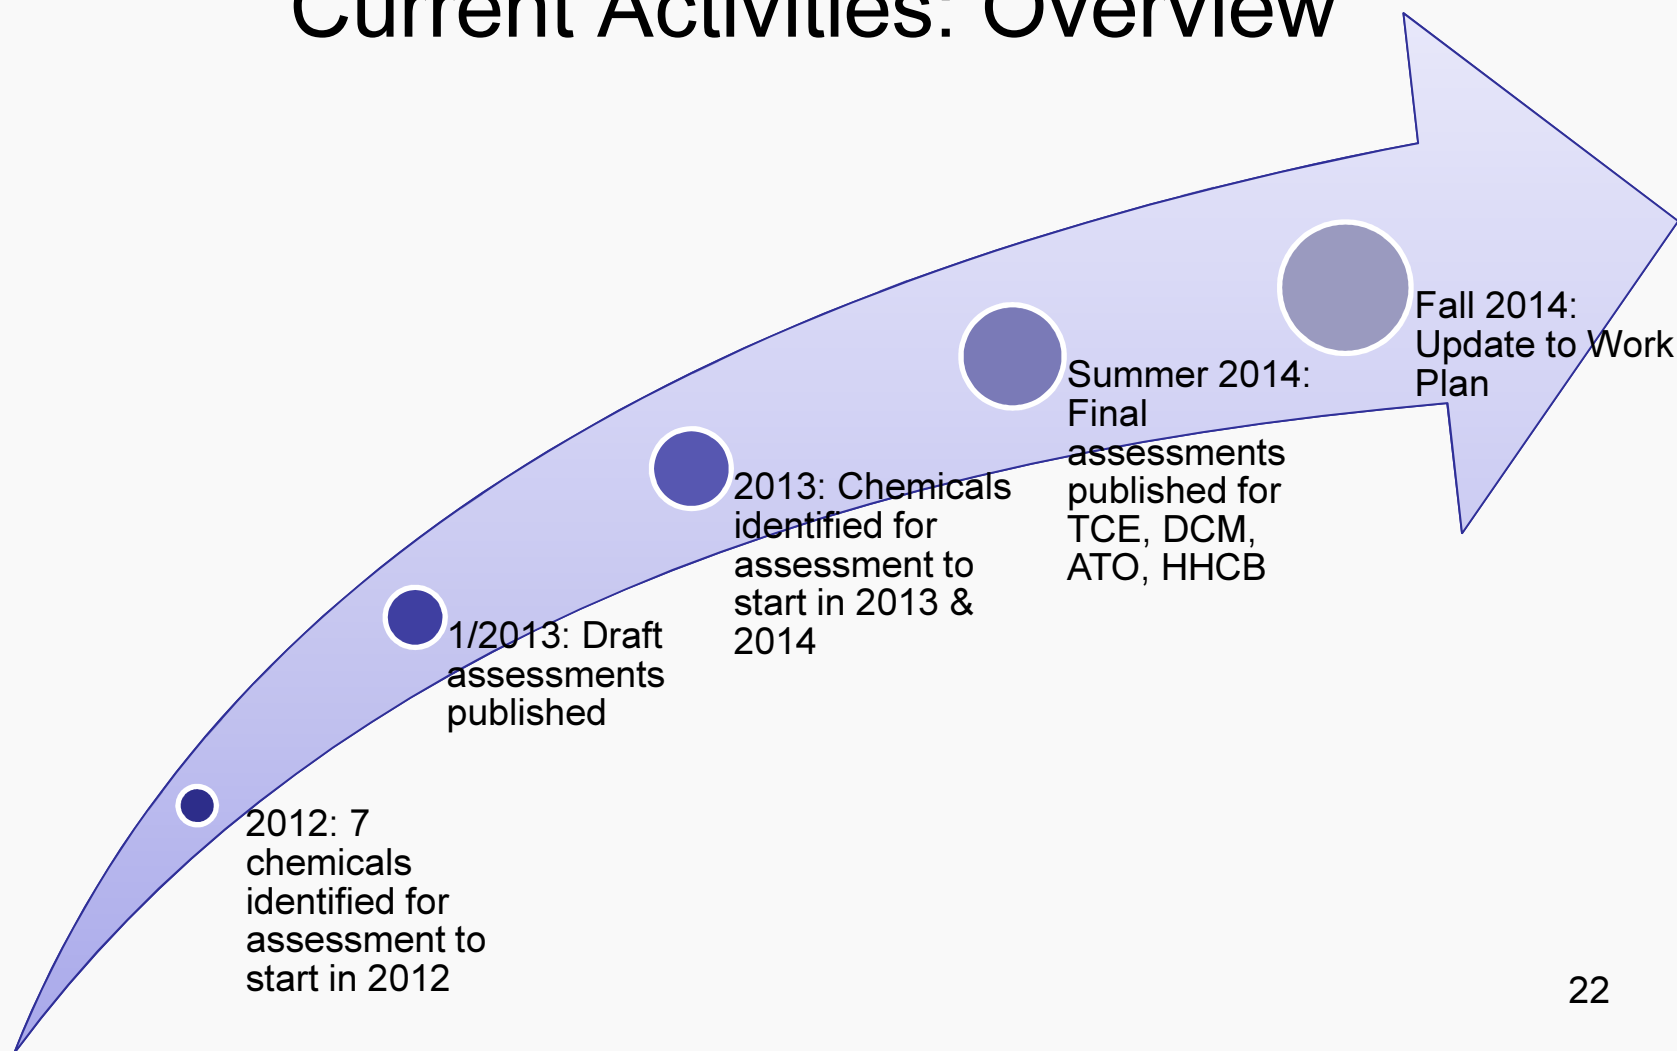 Current Activities: Overview
Fall 2014:
Update to Work
Plan
Summer 2014:
Final
assessments
published for
TCE, DCM,
ATO, HHCB
2013: Chemicals
identified for
assessment to
start in 2013 &
2014
1/2013: Draft
assessments
published
2012: 7
chemicals
identified for
assessment to
start in 2012
22